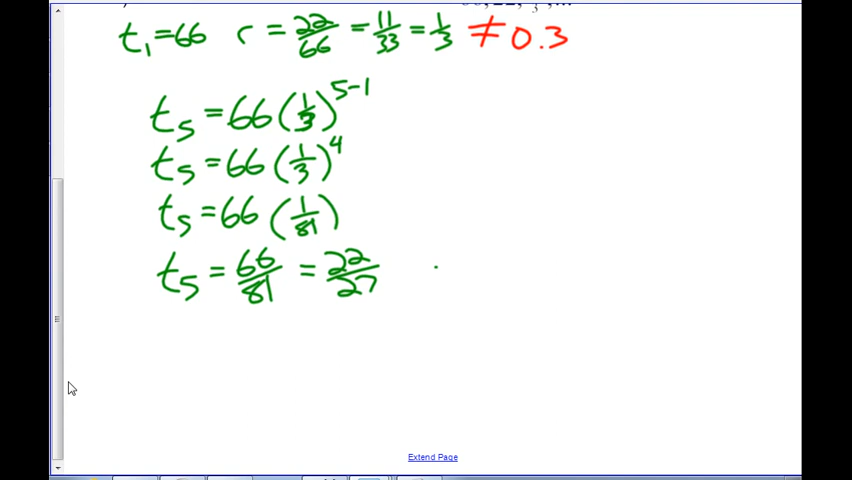 t₁ = 66 r = 22/66 = 11/33 = 1/3 ≠ 0.3
t₅ = 66 (1/3)⁵⁻¹
t₅ = 66 (1/3)⁴
t₅ = 66 (1/81)
t₅ = 66/81 = 22/27
Extend Page